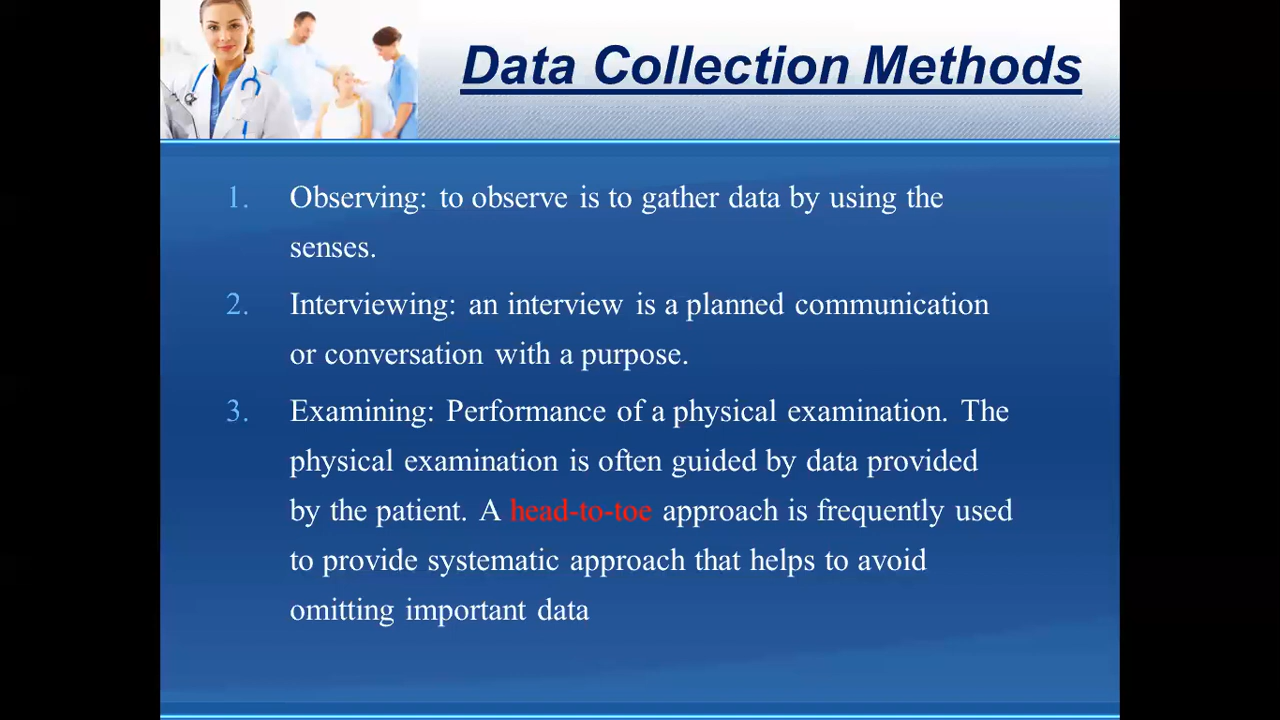 Data Collection Methods
1. Observing: to observe is to gather data by using the
senses.
2. Interviewing: an interview is a planned communication
or conversation with a purpose.
3. Examining: Performance of a physical examination. The
physical examination is often guided by data provided
by the patient. A head-to-toe approach is frequently used
to provide systematic approach that helps to avoid
omitting important data